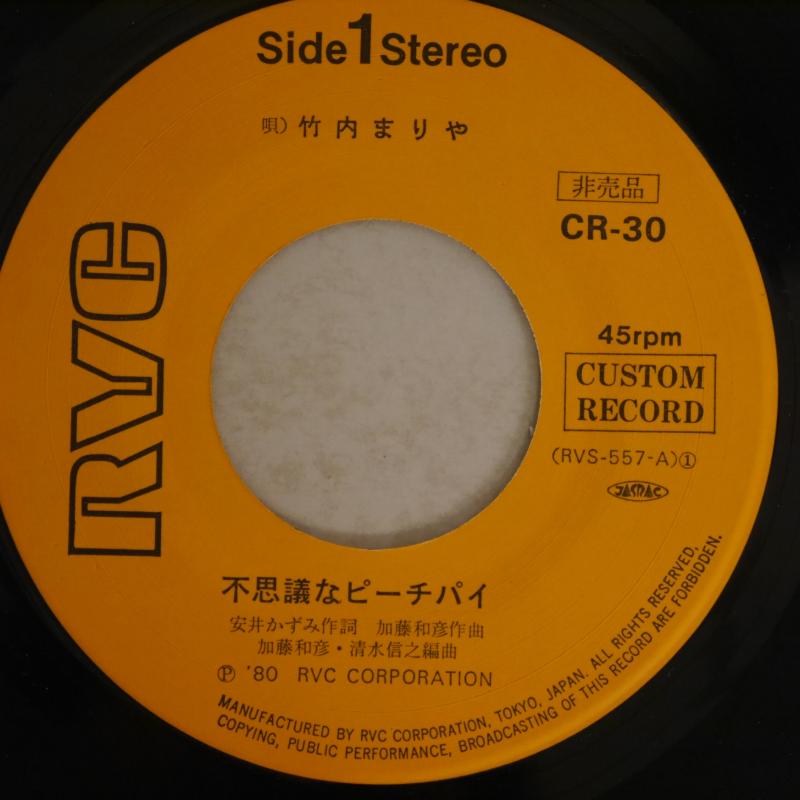 Side 1 Stereo
唄）竹内まりや
非売品
CR-30
RVC
45rpm
CUSTOM
RECORD
(RVS-557-A)①
JASRAC
不思議なピーチパイ
安井かずみ作詞 加藤和彦作曲
加藤和彦・清水信之編曲
Ⓟ '80 RVC CORPORATION
MANUFACTURED BY RVC CORPORATION, TOKYO, JAPAN. ALL RIGHTS RESERVED,
COPYING, PUBLIC PERFORMANCE, BROADCASTING OF THIS RECORD ARE FORBIDDEN.